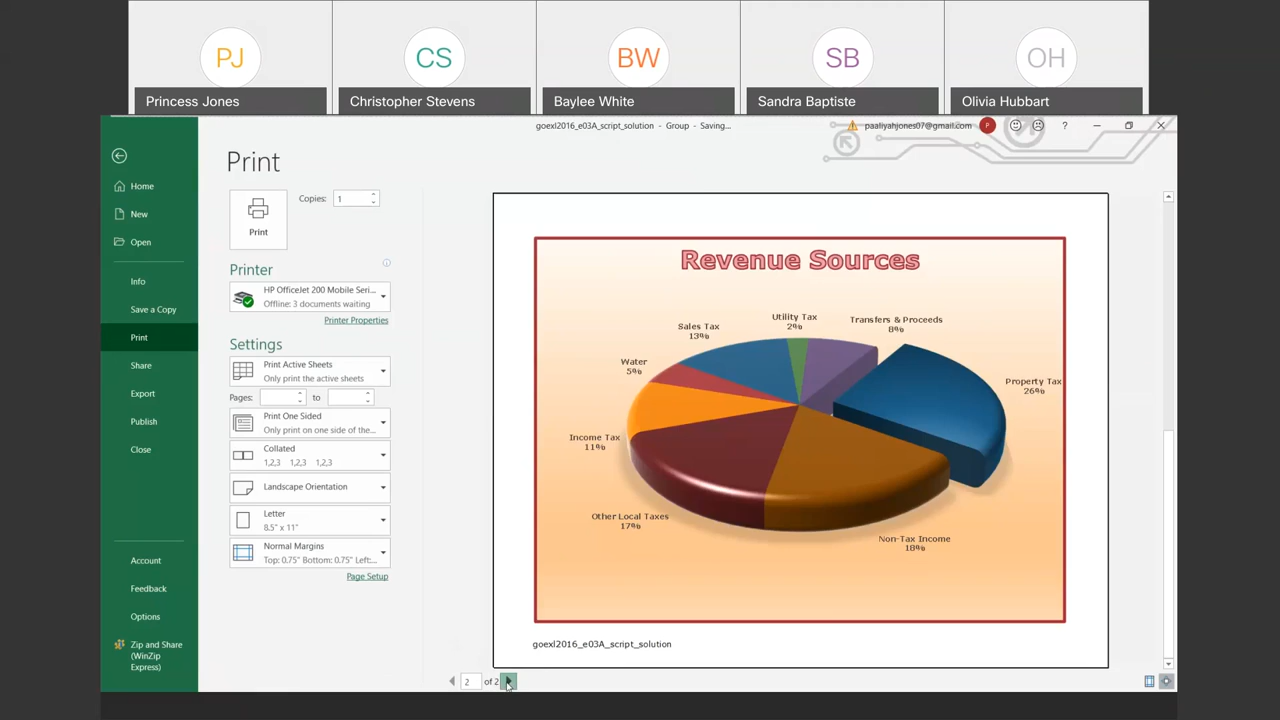 PJ
CS
BW
SB
OH
Princess Jones
Christopher Stevens
Baylee White
Sandra Baptiste
Olivia Hubbart
goexl2016_e03A_script_solution - Group - Saving...
paaliyahjones07@gmail.com
P
?
Print
Home
New
Open
Info
Save a Copy
Print
Share
Export
Publish
Close
Account
Feedback
Options
Zip and Share
(WinZip
Express)
Print
Copies: 1
Printer
HP OfficeJet 200 Mobile Seri...
Offline: 3 documents waiting
Printer Properties
Settings
Print Active Sheets
Only print the active sheets
Pages: to
Print One Sided
Only print on one side of the...
Collated
1,2,3 1,2,3 1,2,3
Landscape Orientation
Letter
8.5" x 11"
Normal Margins
Top: 0.75" Bottom: 0.75" Left:...
Page Setup
Revenue Sources
Utility Tax
2%
Transfers & Proceeds
8%
Sales Tax
13%
Water
5%
Property Tax
26%
Income Tax
11%
Other Local Taxes
17%
Non-Tax Income
18%
goexl2016_e03A_script_solution
2 of 2